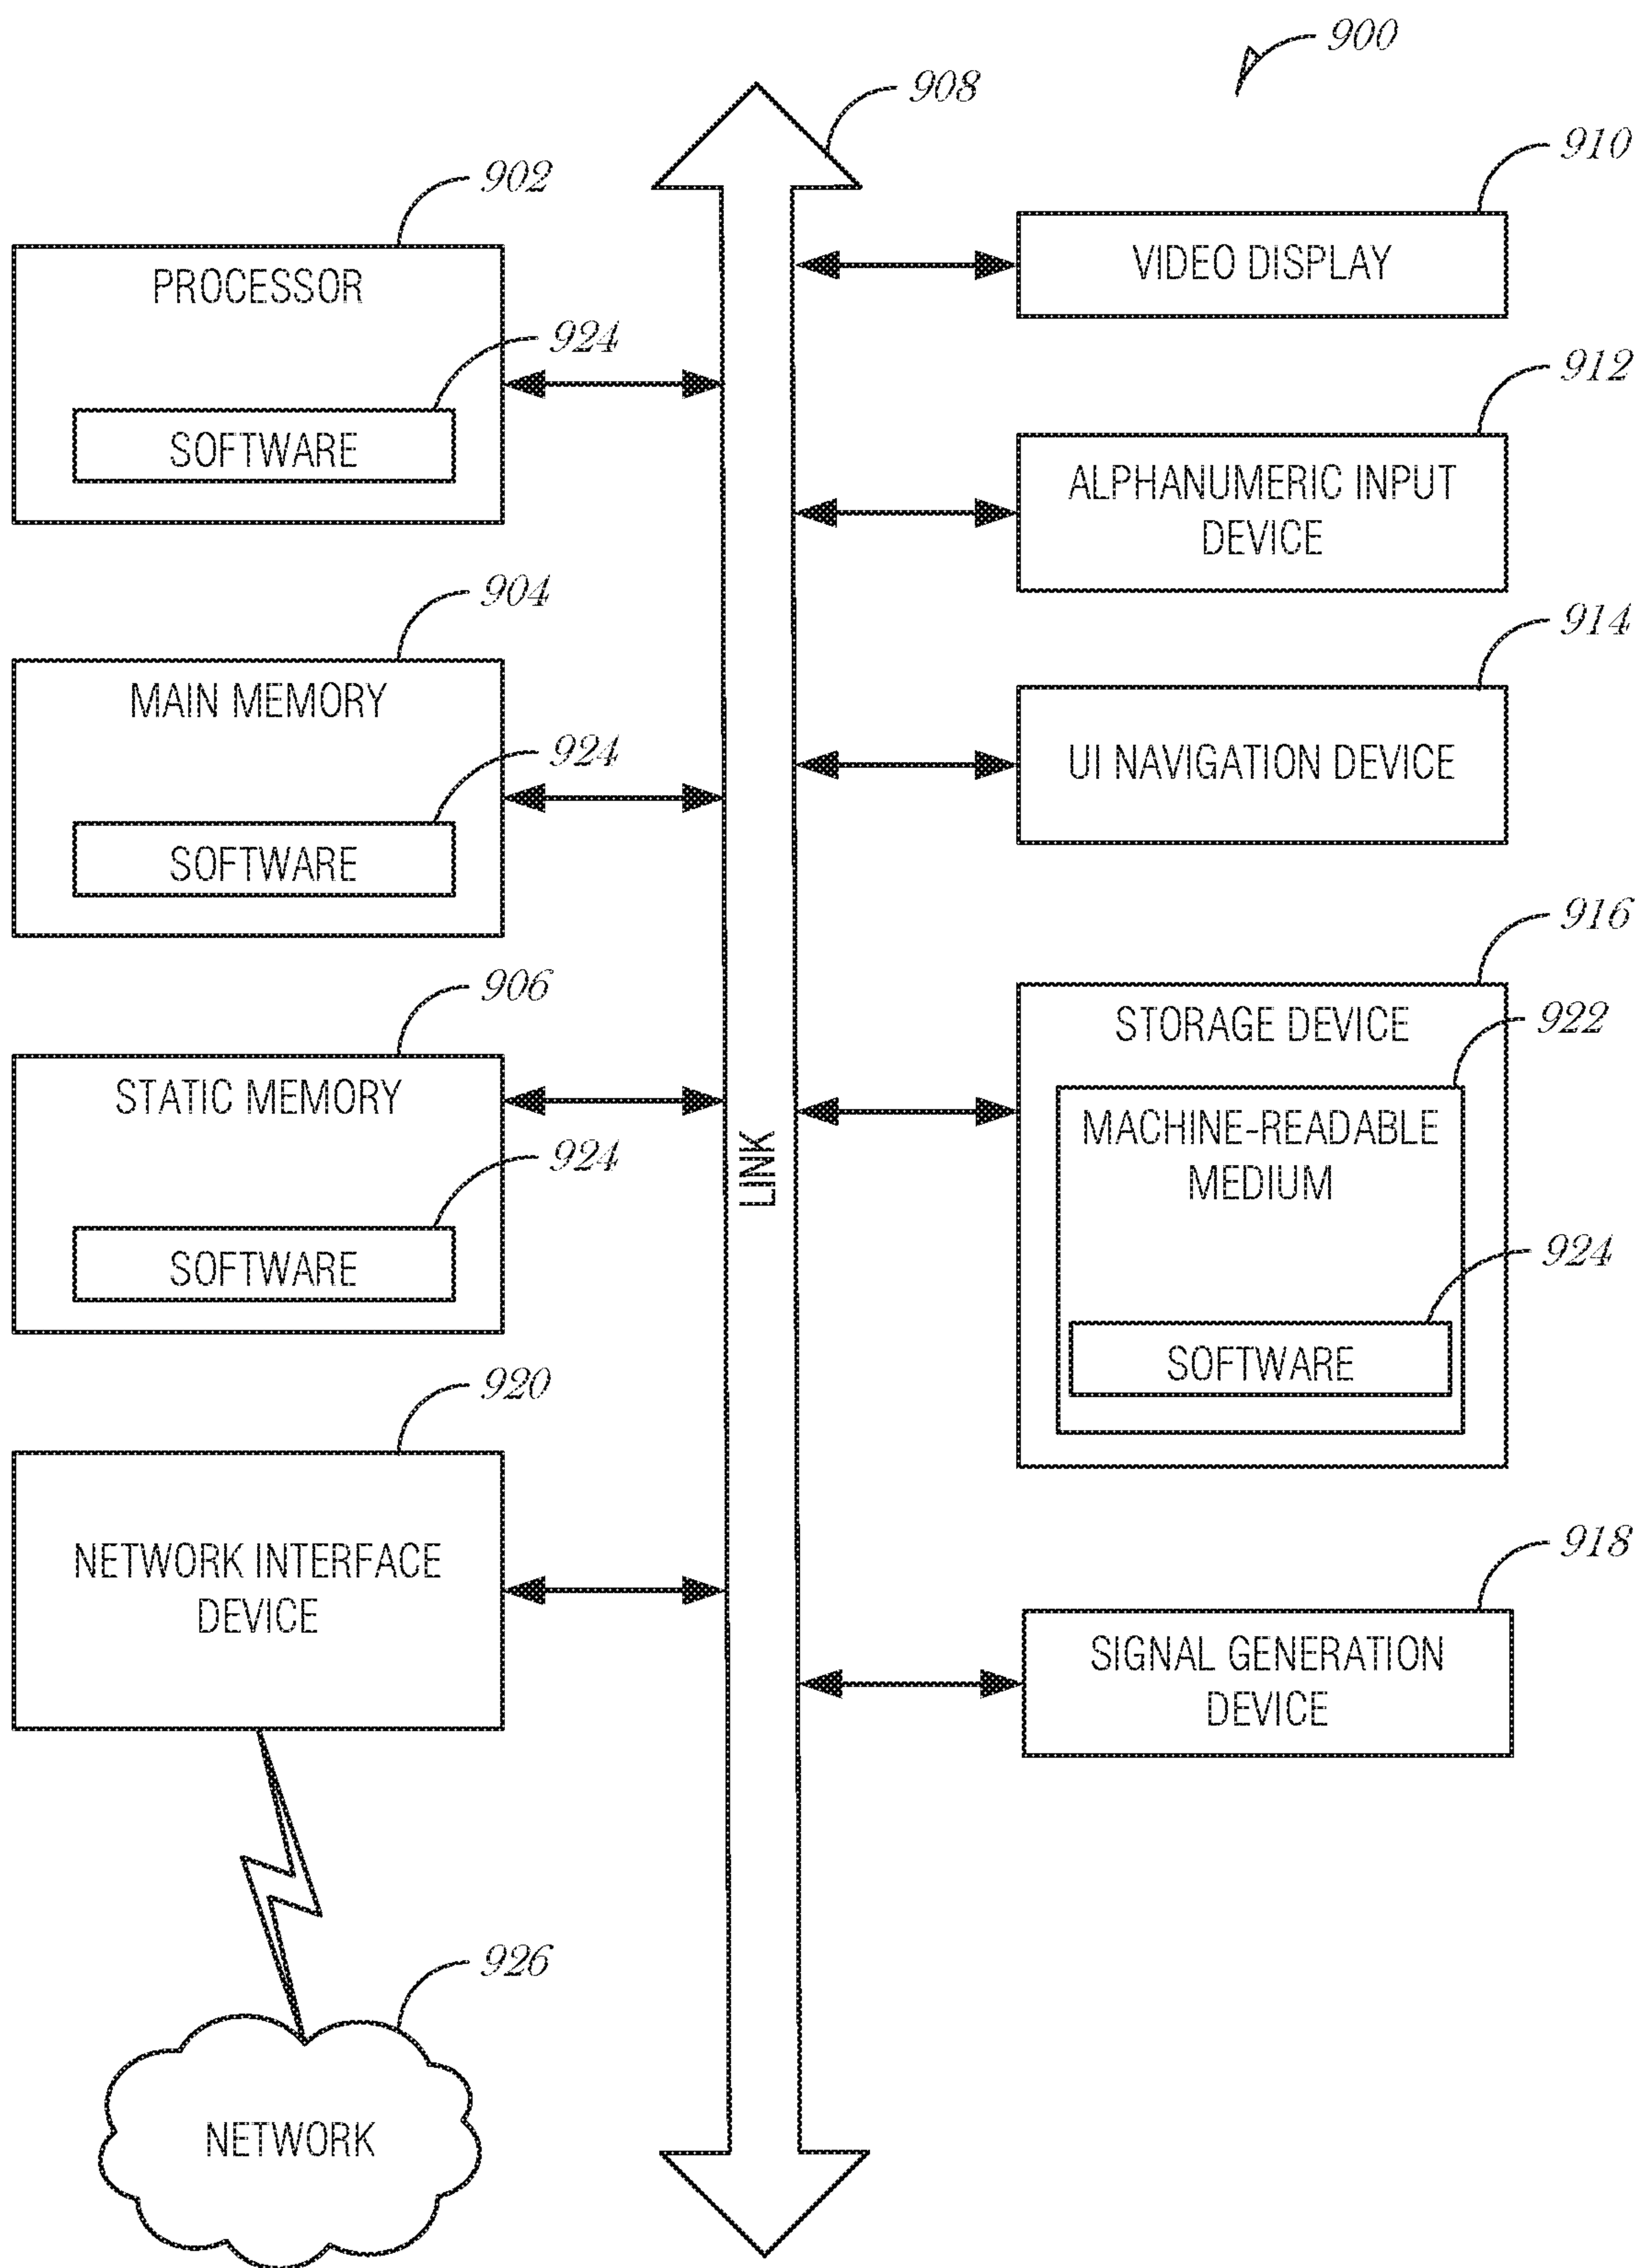 900
908
902
PROCESSOR
924
SOFTWARE
904
MAIN MEMORY
924
SOFTWARE
906
STATIC MEMORY
924
SOFTWARE
920
NETWORK INTERFACE
DEVICE
926
NETWORK
LINK
910
VIDEO DISPLAY
912
ALPHANUMERIC INPUT
DEVICE
914
UI NAVIGATION DEVICE
916
STORAGE DEVICE
922
MACHINE-READABLE
MEDIUM
924
SOFTWARE
918
SIGNAL GENERATION
DEVICE